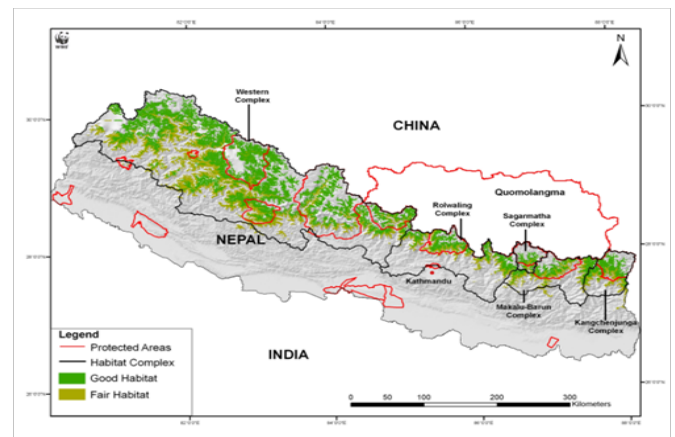 WWF
N
Western
Complex
CHINA
Quomolangma
Rolwaling
Complex
Sagarmatha
Complex
NEPAL
Kathmandu
Makalu-Barun
Complex
Kangchenjunga
Complex
INDIA
Legend
Protected Areas
Habitat Complex
Good Habitat
Fair Habitat
0 50 100 200 300
Kilometers